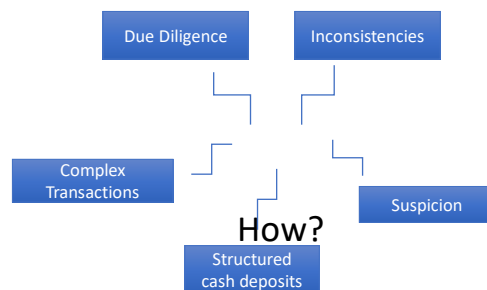 Due Diligence
Inconsistencies
Complex
Transactions
Suspicion
How?
Structured
cash deposits